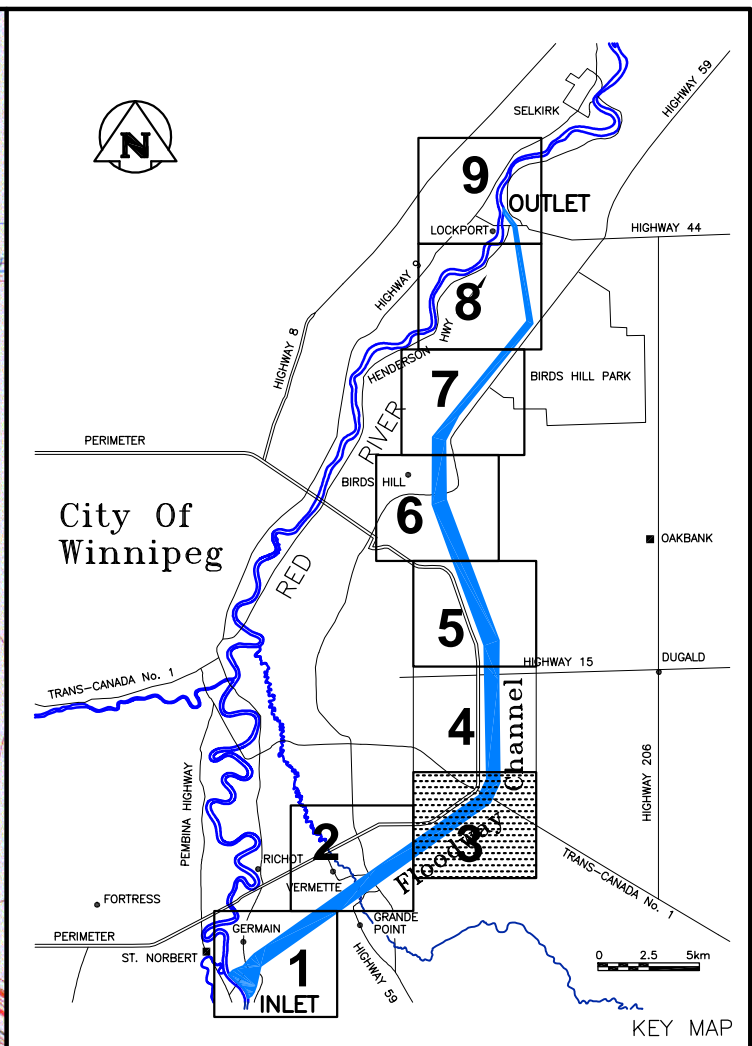 SELKIRK
HIGHWAY 59
N
9
OUTLET
LOCKPORT
HIGHWAY 44
HIGHWAY 9
8
HENDERSON HWY
HIGHWAY 8
7
BIRDS HILL PARK
PERIMETER
RED RIVER
BIRDS HILL
6
City Of
Winnipeg
OAKBANK
5
DUGALD
HIGHWAY 15
TRANS-CANADA No. 1
4
Floodway Channel
HIGHWAY 206
PEMBINA HIGHWAY
2
3
RICHOT
VERMETTE
TRANS-CANADA No. 1
FORTRESS
GRANDE
POINT
GERMAIN
PERIMETER
ST. NORBERT
1
HIGHWAY 59
INLET
0 2.5 5km
KEY MAP